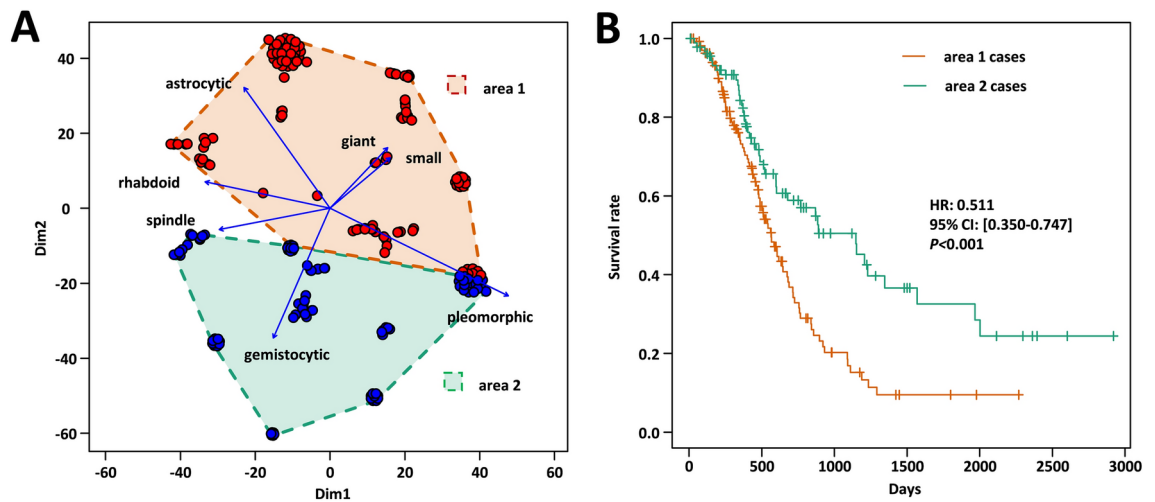 A
40
20
0
-20
-40
-60
Dim2
-60
-40
-20
0
20
40
60
Dim1
astrocytic
giant
small
rhabdoid
spindle
pleomorphic
gemistocytic
area 1
area 2
B
1.0
0.8
0.6
0.4
0.2
0.0
Survival rate
0
500
1000
1500
2000
2500
3000
Days
area 1 cases
area 2 cases
HR: 0.511
95% CI: [0.350-0.747]
P<0.001